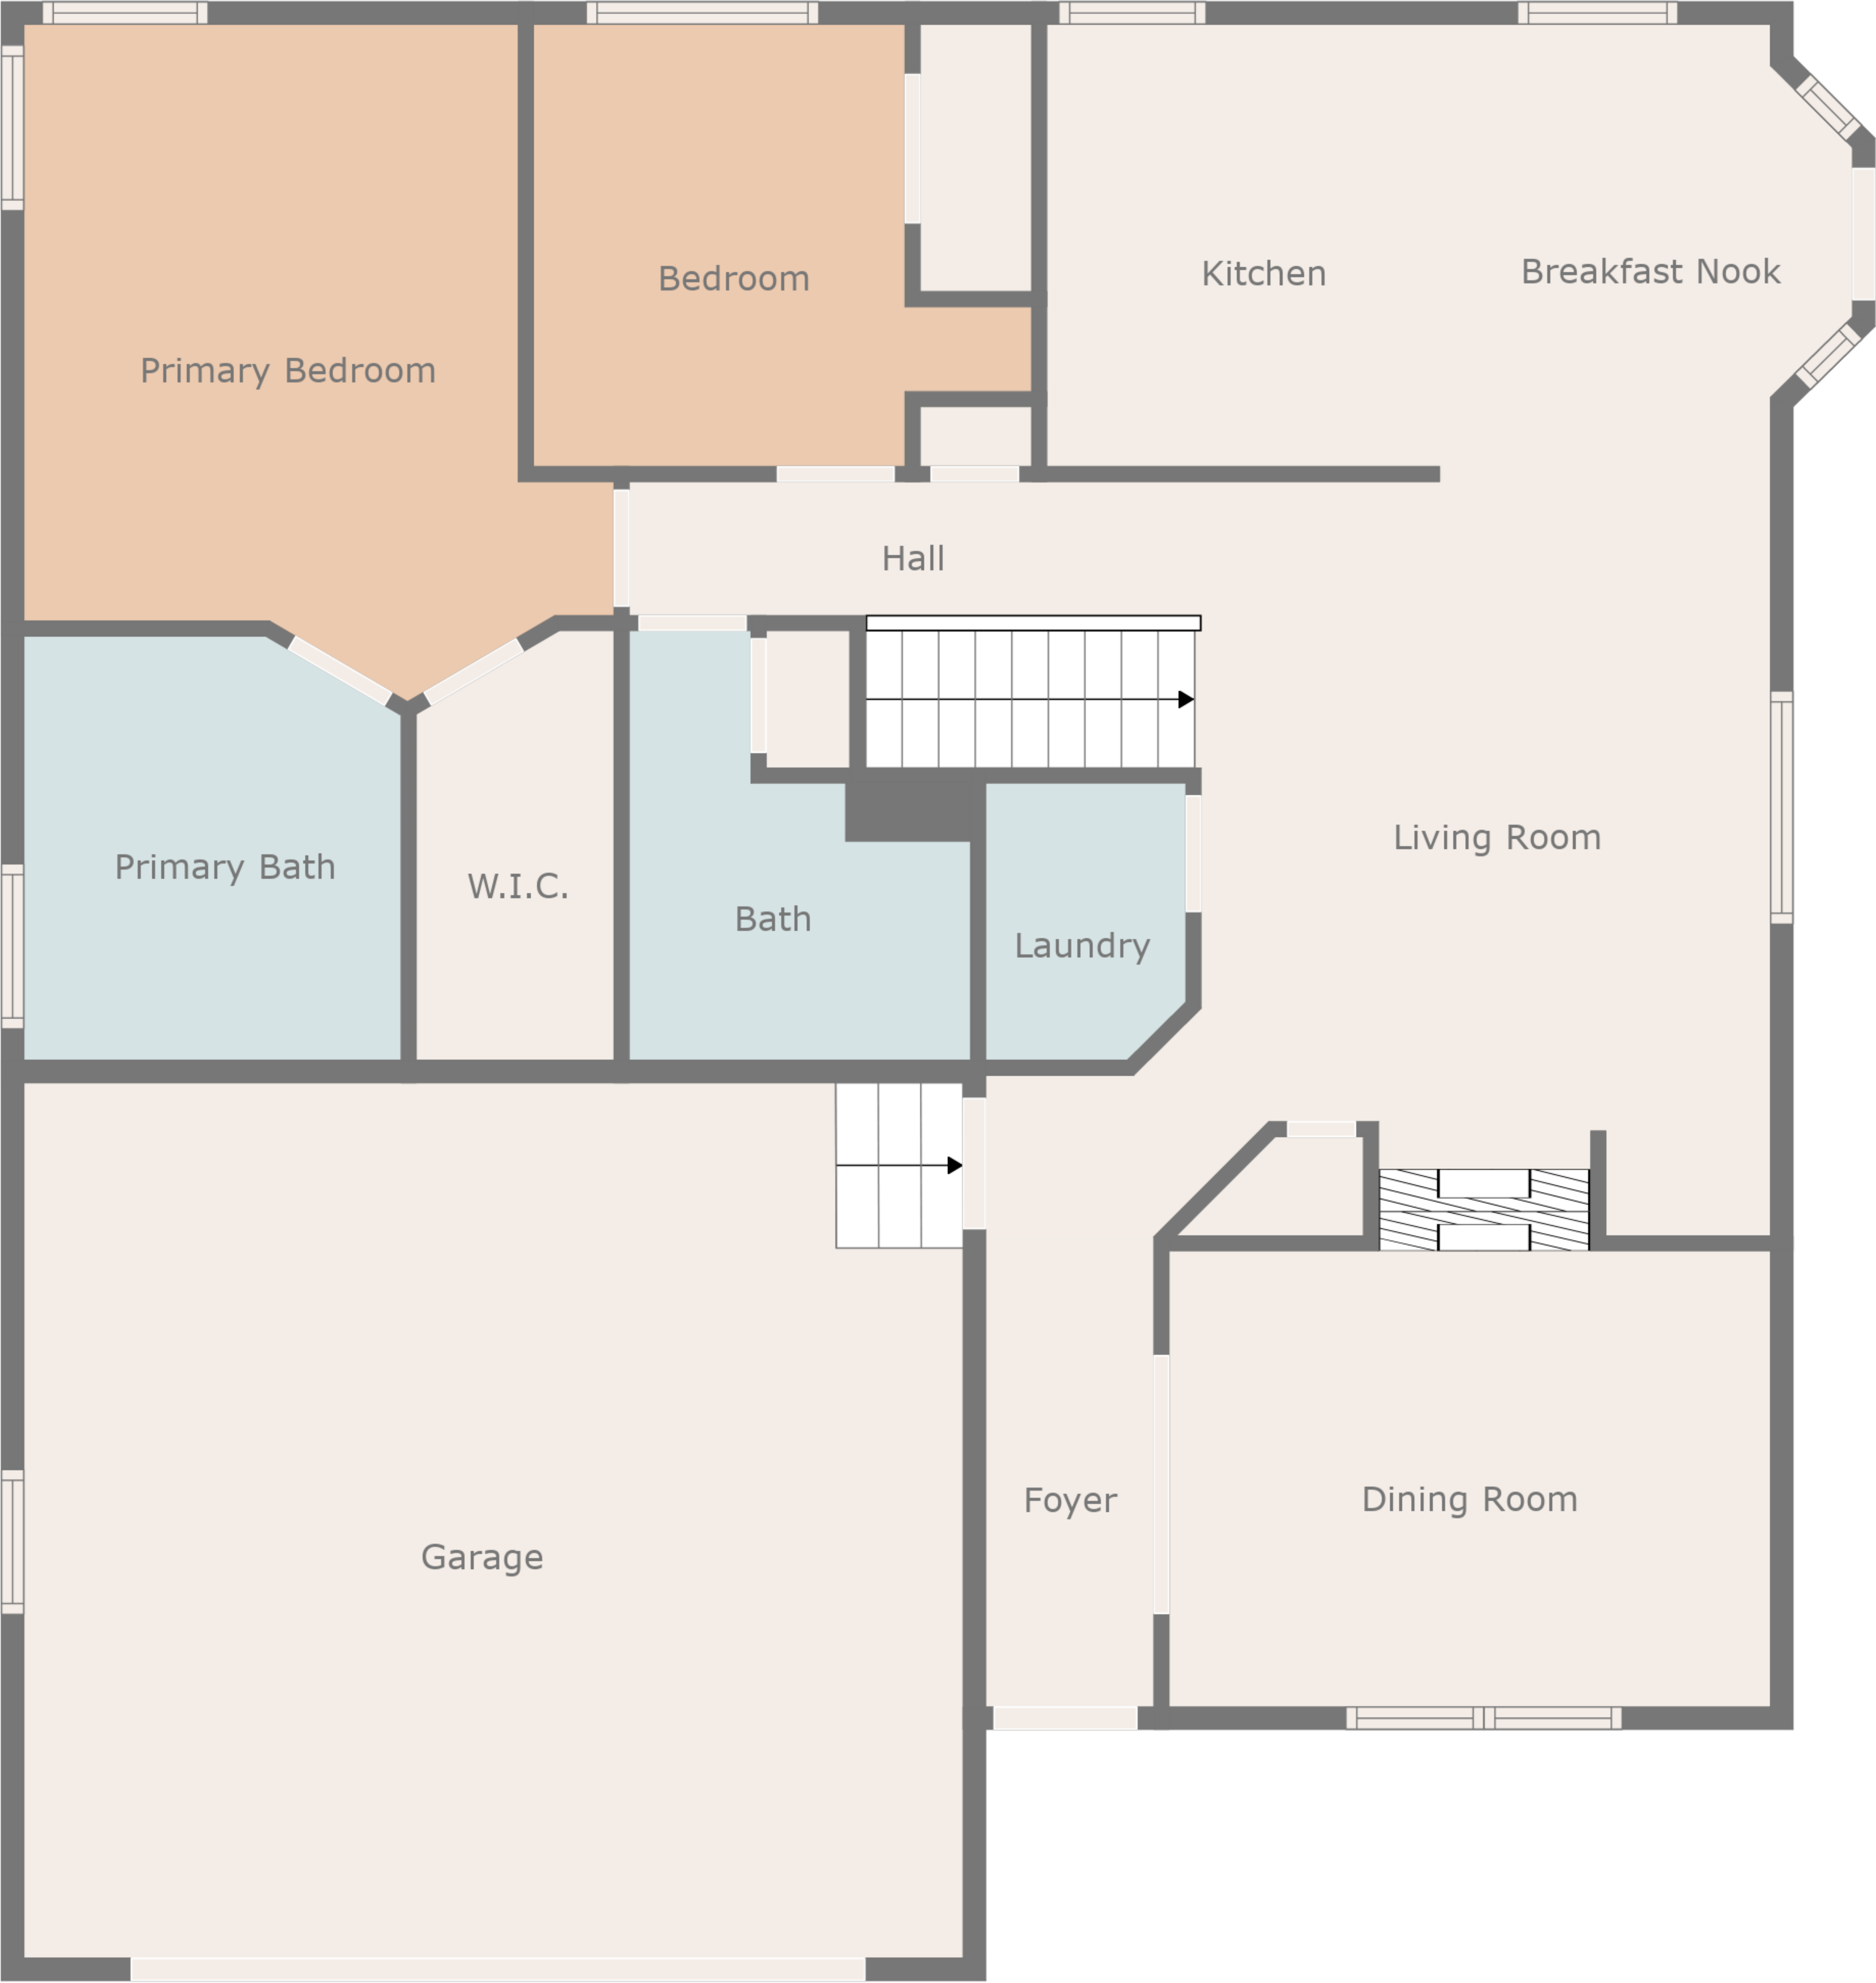 Bedroom
Kitchen
Breakfast Nook
Primary Bedroom
Hall
Living Room
Primary Bath
W.I.C.
Bath
Laundry
Foyer
Dining Room
Garage